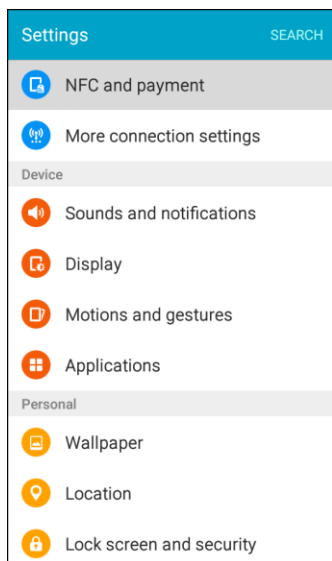 Settings
SEARCH
NFC and payment
More connection settings
Device
Sounds and notifications
Display
Motions and gestures
Applications
Personal
Wallpaper
Location
Lock screen and security